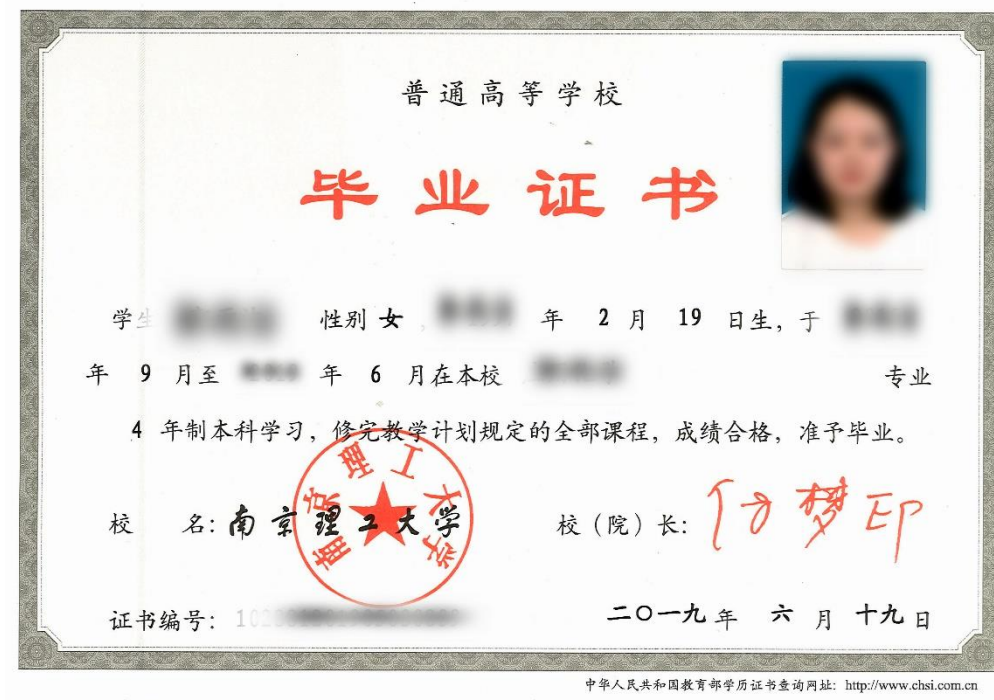 普通高等学校
毕业证书
学生 性别 女 年 2 月 19 日生，于
年 9 月至 年 6 月在本校 专业
4 年制本科学习，修完教学计划规定的全部课程，成绩合格，准予毕业。
南京理工大学
校 名：南京理工大学 校（院）长：
证书编号： 二〇一九年 六月 十九日
中华人民共和国教育部学历证书查询网址：http://www.chsi.com.cn